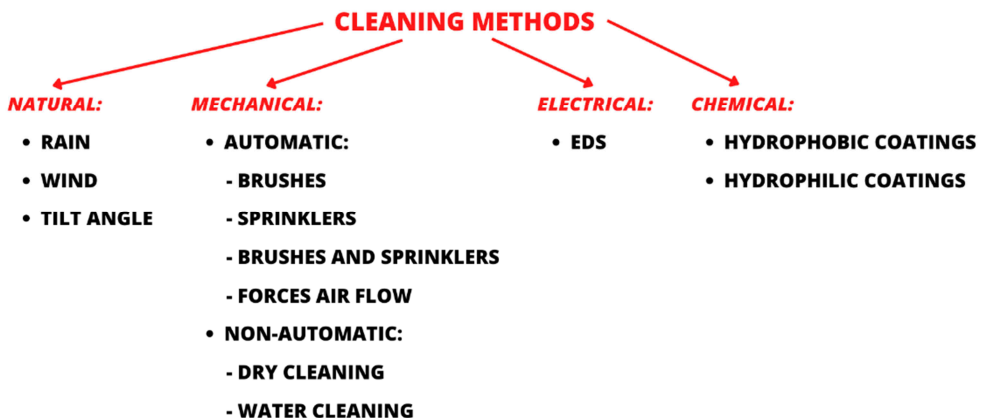 CLEANING METHODS
NATURAL:
• RAIN
• WIND
• TILT ANGLE
MECHANICAL:
• AUTOMATIC:
- BRUSHES
- SPRINKLERS
- BRUSHES AND SPRINKLERS
- FORCES AIR FLOW
• NON-AUTOMATIC:
- DRY CLEANING
- WATER CLEANING
ELECTRICAL:
• EDS
CHEMICAL:
• HYDROPHOBIC COATINGS
• HYDROPHILIC COATINGS